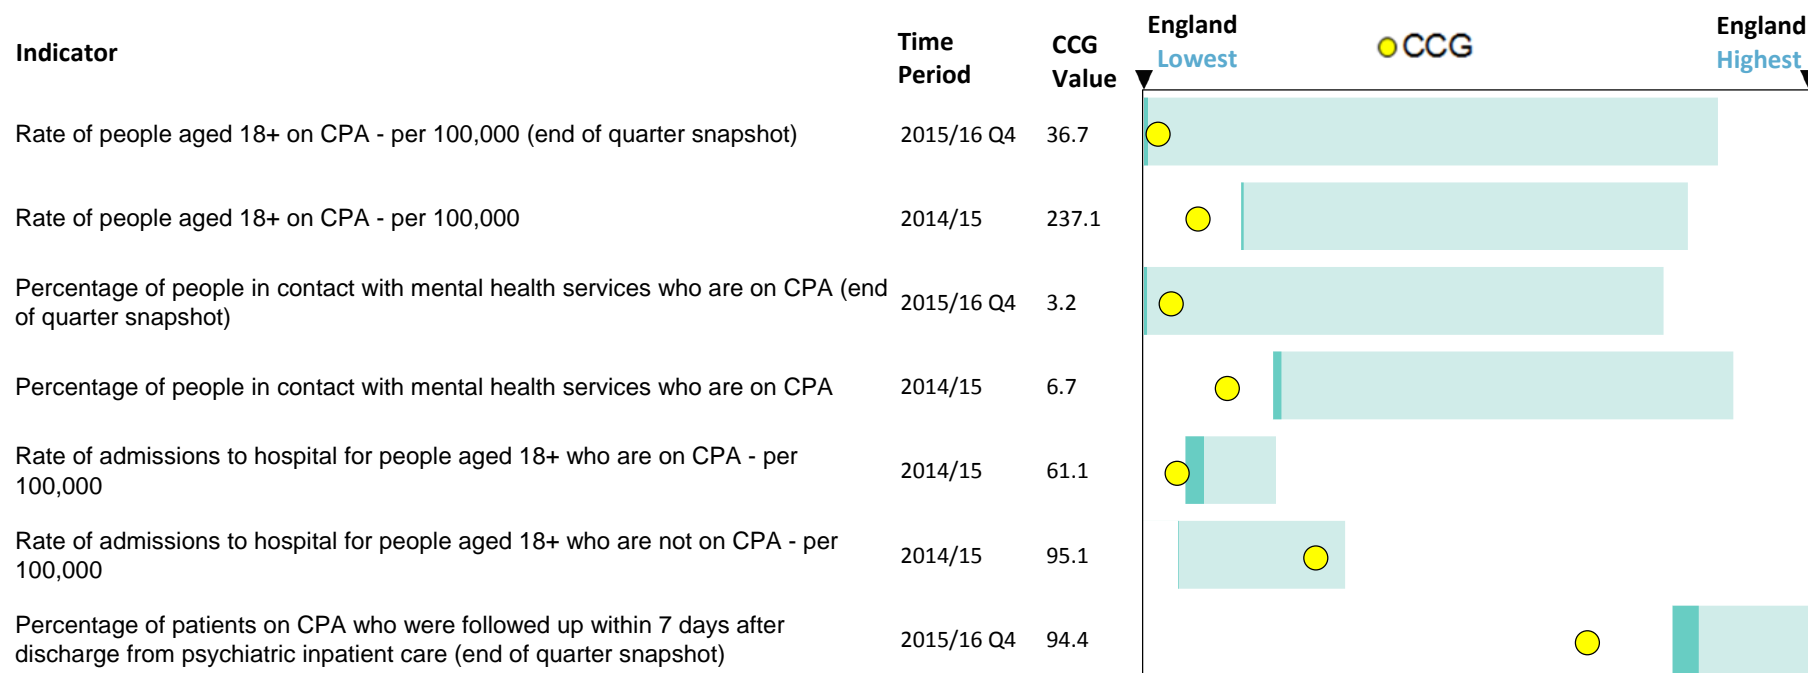 Indicator
Time
Period
CCG
Value
England
Lowest
CCG
England
Highest
Rate of people aged 18+ on CPA - per 100,000 (end of quarter snapshot) 2015/16 Q4 36.7
Rate of people aged 18+ on CPA - per 100,000 2014/15 237.1
Percentage of people in contact with mental health services who are on CPA (end
of quarter snapshot) 2015/16 Q4 3.2
Percentage of people in contact with mental health services who are on CPA 2014/15 6.7
Rate of admissions to hospital for people aged 18+ who are on CPA - per
100,000 2014/15 61.1
Rate of admissions to hospital for people aged 18+ who are not on CPA - per
100,000 2014/15 95.1
Percentage of patients on CPA who were followed up within 7 days after
discharge from psychiatric inpatient care (end of quarter snapshot) 2015/16 Q4 94.4